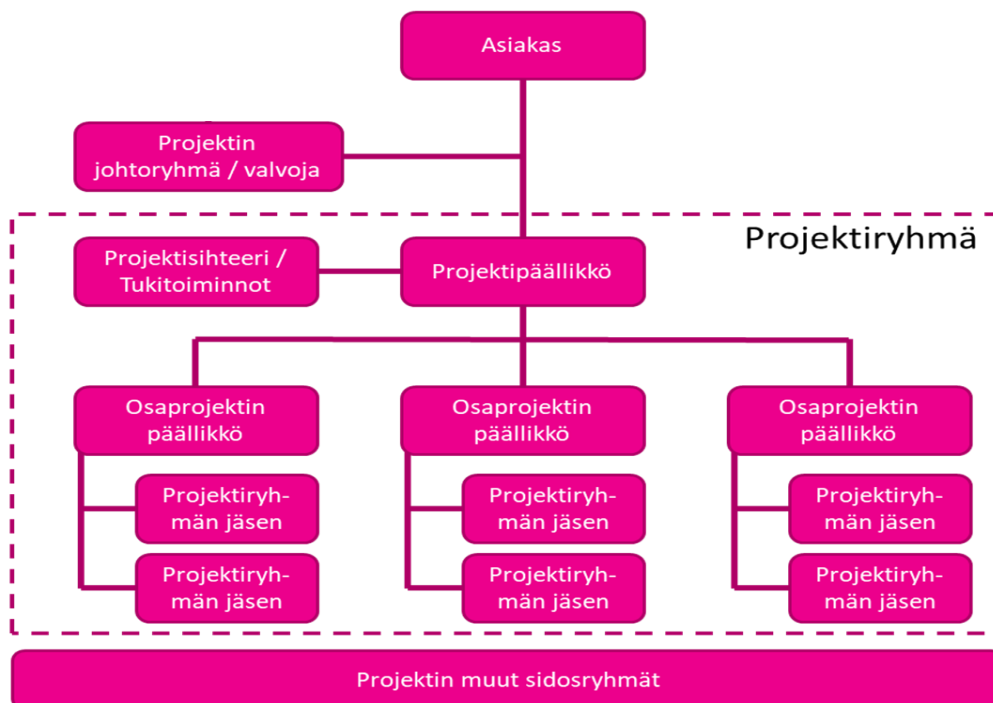 Asiakas
Projektin
johtoryhmä / valvoja
Projektiryhmä
Projektisihteeri /
Tukitoiminnot
Projektipäällikkö
Osaprojektin
päällikkö
Osaprojektin
päällikkö
Osaprojektin
päällikkö
Projektiryh-
män jäsen
Projektiryh-
män jäsen
Projektiryh-
män jäsen
Projektiryh-
män jäsen
Projektiryh-
män jäsen
Projektiryh-
män jäsen
Projektin muut sidosryhmät